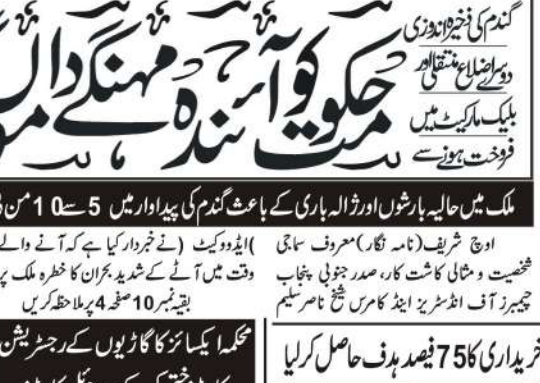 گندم کی ذخیرہ اندوزی
دوسرے اضلاع منتقلی اور
بلیک مارکیٹ میں
فروخت ہونے سے
حکومت کو آئندہ مہنگے داموں
ملک میں حالیہ بارشوں اور ژالہ باری کے باعث گندم کی پیداوار میں 5 سے 10 من
اوچ شریف (نامہ نگار) معروف سماجی
شخصیت و مثالی کاشت کار، صدر جنوبی پنجاب
چیمبرز آف انڈسٹریز اینڈ کامرس شیخ ناصر سلیم
)ایڈووکیٹ (نے خبردار کیا ہے کہ آنے والے
وقت میں آٹے کے شدید بحران کا خطرہ ملک پر
بقیہ نمبر 10 صفحہ 4 پر ملاحظہ کریں
خریداری کا 75 فیصد ہدف حاصل کر لیا
محکمہ ایکسائز کا گاڑیوں کے رجسٹریشن